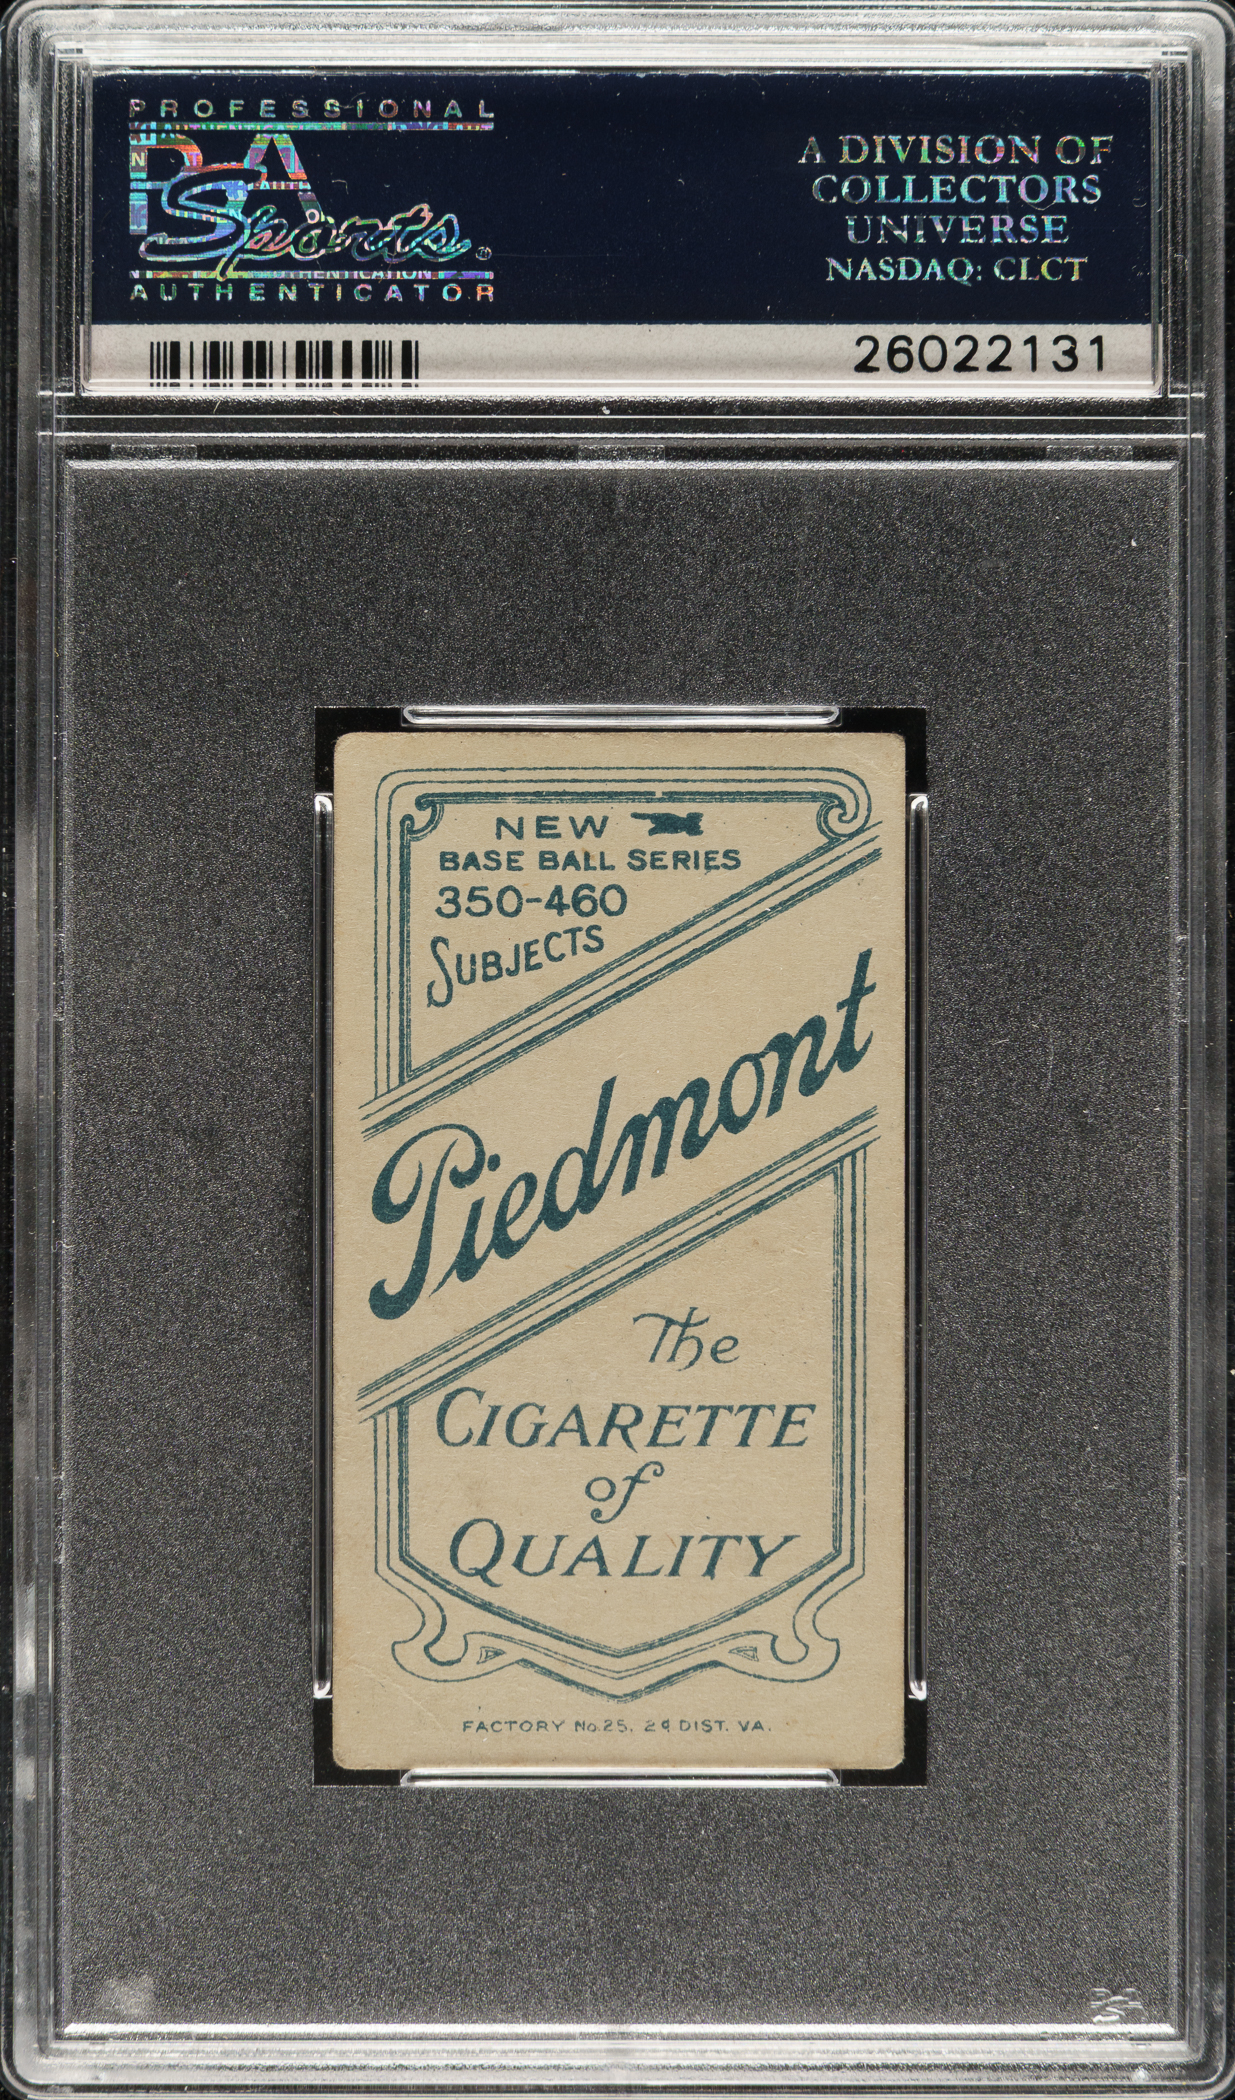 PROFESSIONAL
PSA
Sports®
AUTHENTICATOR
A DIVISION OF
COLLECTORS
UNIVERSE
NASDAQ: CLCT
26022131
NEW
BASE BALL SERIES
350-460
SUBJECTS
Piedmont
The
CIGARETTE
of
QUALITY
FACTORY No. 25, 2d DIST. VA.